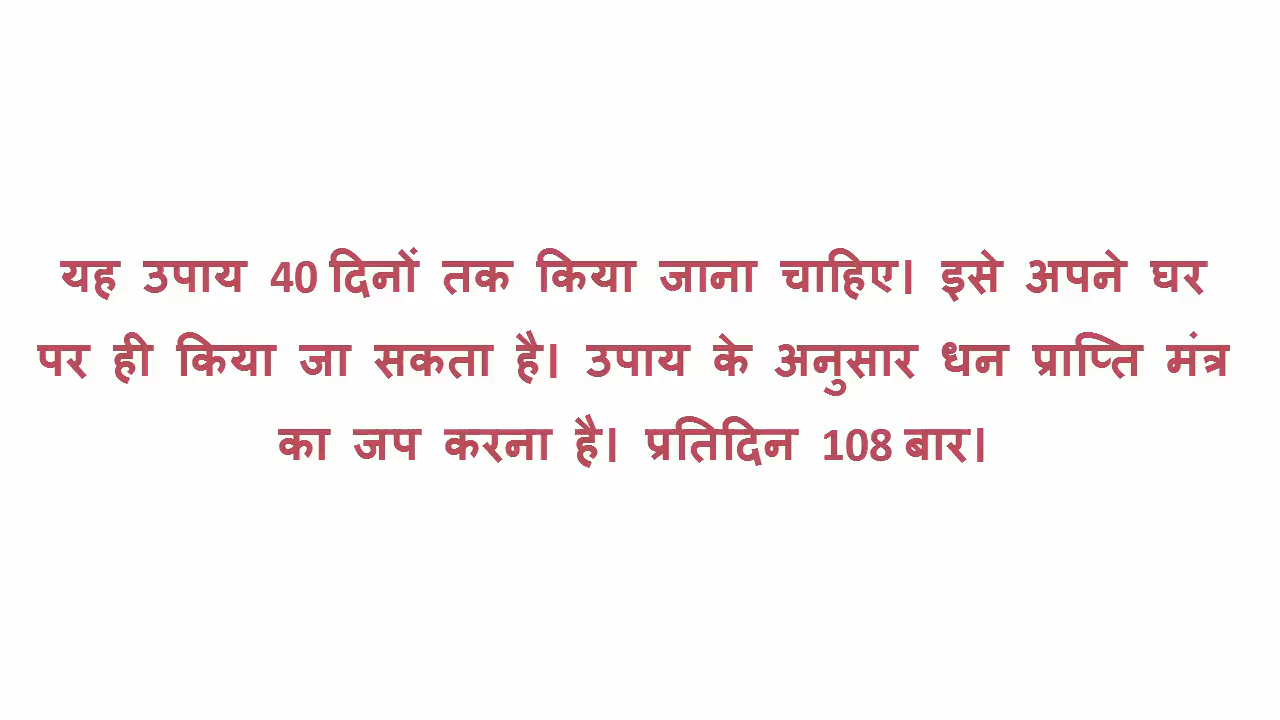 यह उपाय 40 दिनों तक किया जाना चाहिए। इसे अपने घर
पर ही किया जा सकता है। उपाय के अनुसार धन प्राप्ति मंत्र
का जप करना है। प्रतिदिन 108 बार।